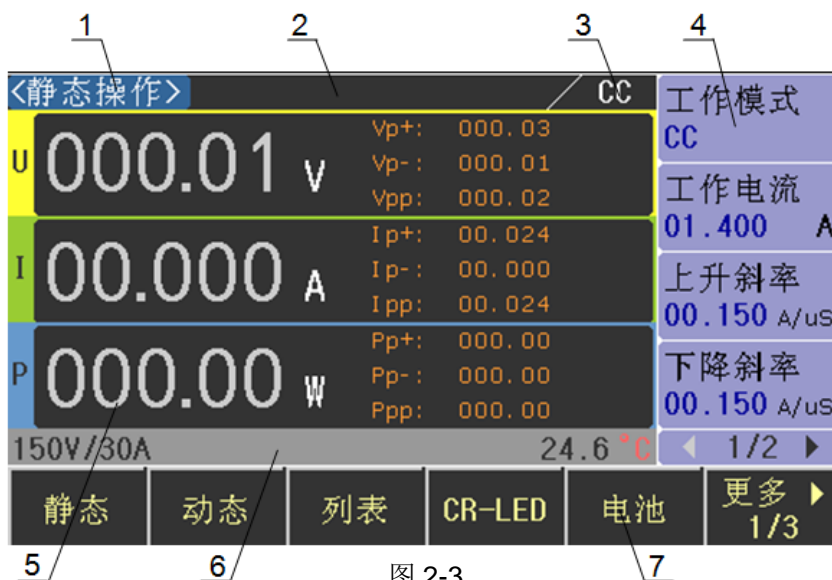 1 2 3 4
<静态操作> CC
U 000.01 V
Vp+: 000.03
Vp-: 000.01
Vpp: 000.02
I 00.000 A
Ip+: 00.024
Ip-: 00.000
Ipp: 00.024
P 000.00 W
Pp+: 000.00
Pp-: 000.00
Ppp: 000.00
150V/30A 24.6 °C
工作模式
CC
工作电流
01.400 A
上升斜率
00.150 A/uS
下降斜率
00.150 A/uS
◀ 1/2 ▶
静态 动态 列表 CR-LED 电池 更多 ▶
1/3
5 6 7
图 2-3